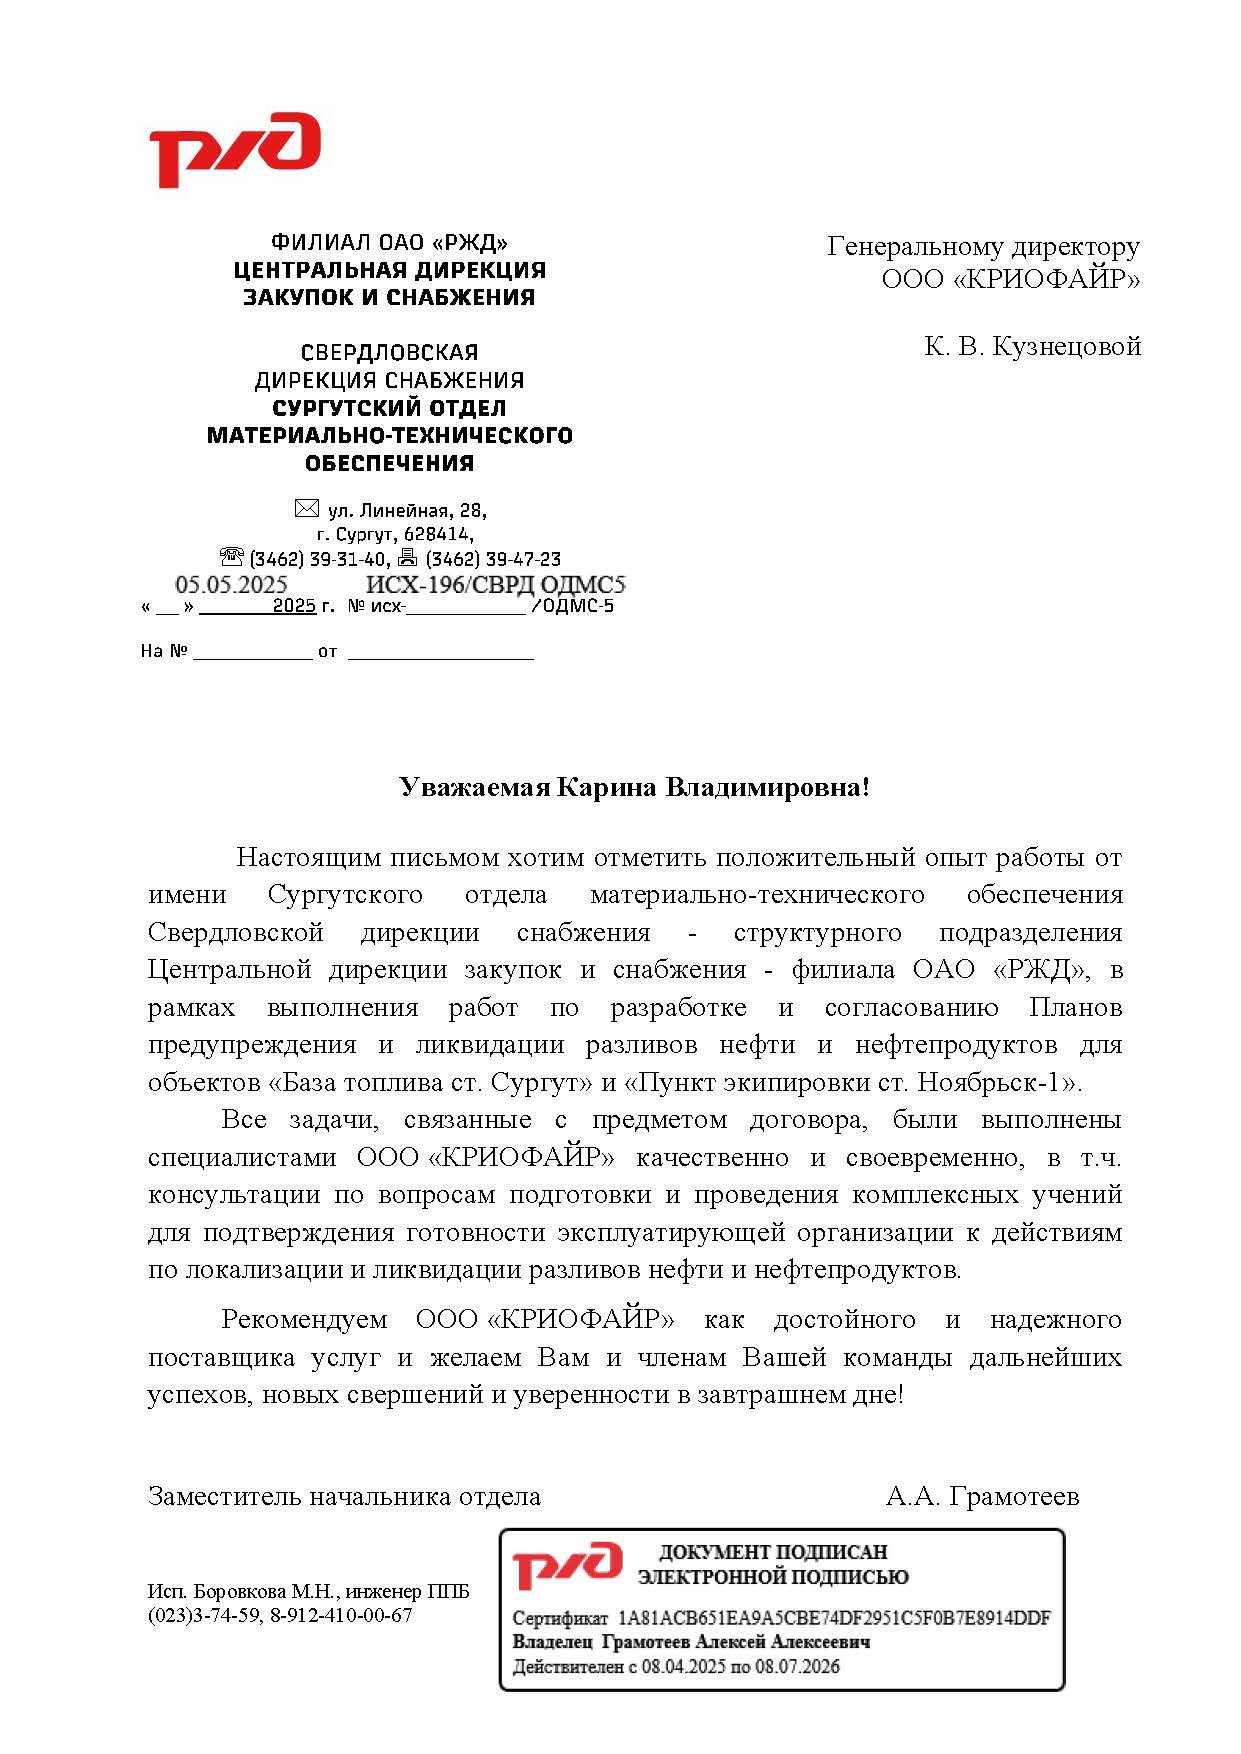 РЖД
ФИЛИАЛ ОАО «РЖД»
ЦЕНТРАЛЬНАЯ ДИРЕКЦИЯ
ЗАКУПОК И СНАБЖЕНИЯ
СВЕРДЛОВСКАЯ
ДИРЕКЦИЯ СНАБЖЕНИЯ
СУРГУТСКИЙ ОТДЕЛ
МАТЕРИАЛЬНО-ТЕХНИЧЕСКОГО
ОБЕСПЕЧЕНИЯ
ул. Линейная, 28,
г. Сургут, 628414,
(3462) 39-31-40, (3462) 39-47-23
05.05.2025 ИСХ-196/СВРД ОДМС5
« __ » ________ 2025 г. № исх-____________ /ОДМС-5
На № ____________ от ___________________
Генеральному директору
ООО «КРИОФАЙР»
К. В. Кузнецовой
Уважаемая Карина Владимировна!
Настоящим письмом хотим отметить положительный опыт работы от
имени Сургутского отдела материально-технического обеспечения
Свердловской дирекции снабжения - структурного подразделения
Центральной дирекции закупок и снабжения - филиала ОАО «РЖД», в
рамках выполнения работ по разработке и согласованию Планов
предупреждения и ликвидации разливов нефти и нефтепродуктов для
объектов «База топлива ст. Сургут» и «Пункт экипировки ст. Ноябрьск-1».
Все задачи, связанные с предметом договора, были выполнены
специалистами ООО «КРИОФАЙР» качественно и своевременно, в т.ч.
консультации по вопросам подготовки и проведения комплексных учений
для подтверждения готовности эксплуатирующей организации к действиям
по локализации и ликвидации разливов нефти и нефтепродуктов.
Рекомендуем ООО «КРИОФАЙР» как достойного и надежного
поставщика услуг и желаем Вам и членам Вашей команды дальнейших
успехов, новых свершений и уверенности в завтрашнем дне!
Заместитель начальника отдела А.А. Грамотеев
Исп. Боровкова М.Н., инженер ППБ
(023)3-74-59, 8-912-410-00-67
РЖД
ДОКУМЕНТ ПОДПИСАН
ЭЛЕКТРОННОЙ ПОДПИСЬЮ
Сертификат 1A81ACB651EA9A5CBE74DF2951C5F0B7E8914DDF
Владелец Грамотеев Алексей Алексеевич
Действителен с 08.04.2025 по 08.07.2026